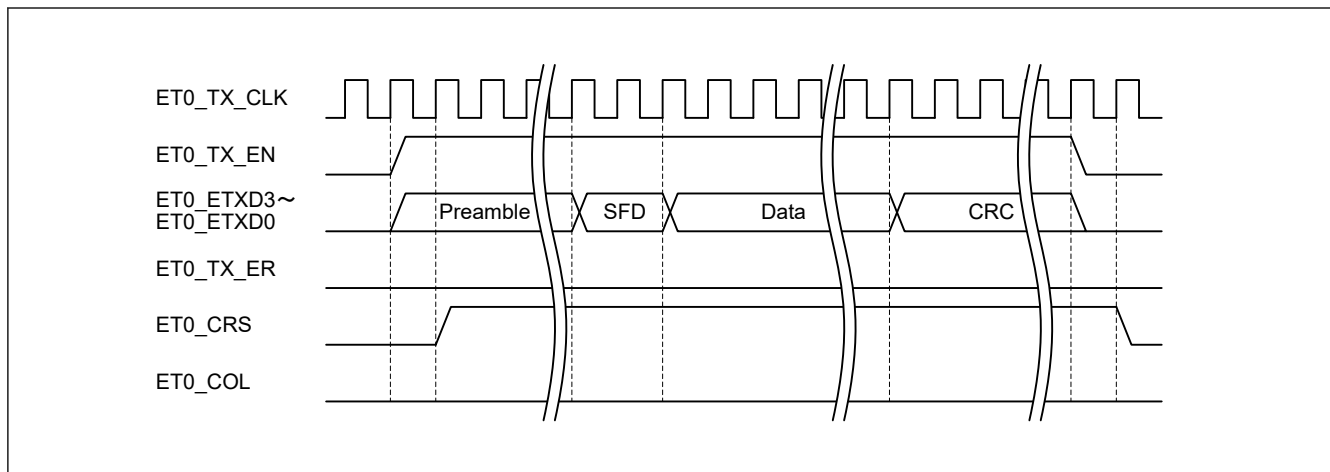 ET0_TX_CLK
ET0_TX_EN
ET0_ETXD3～
ET0_ETXD0
Preamble SFD Data CRC
ET0_TX_ER
ET0_CRS
ET0_COL